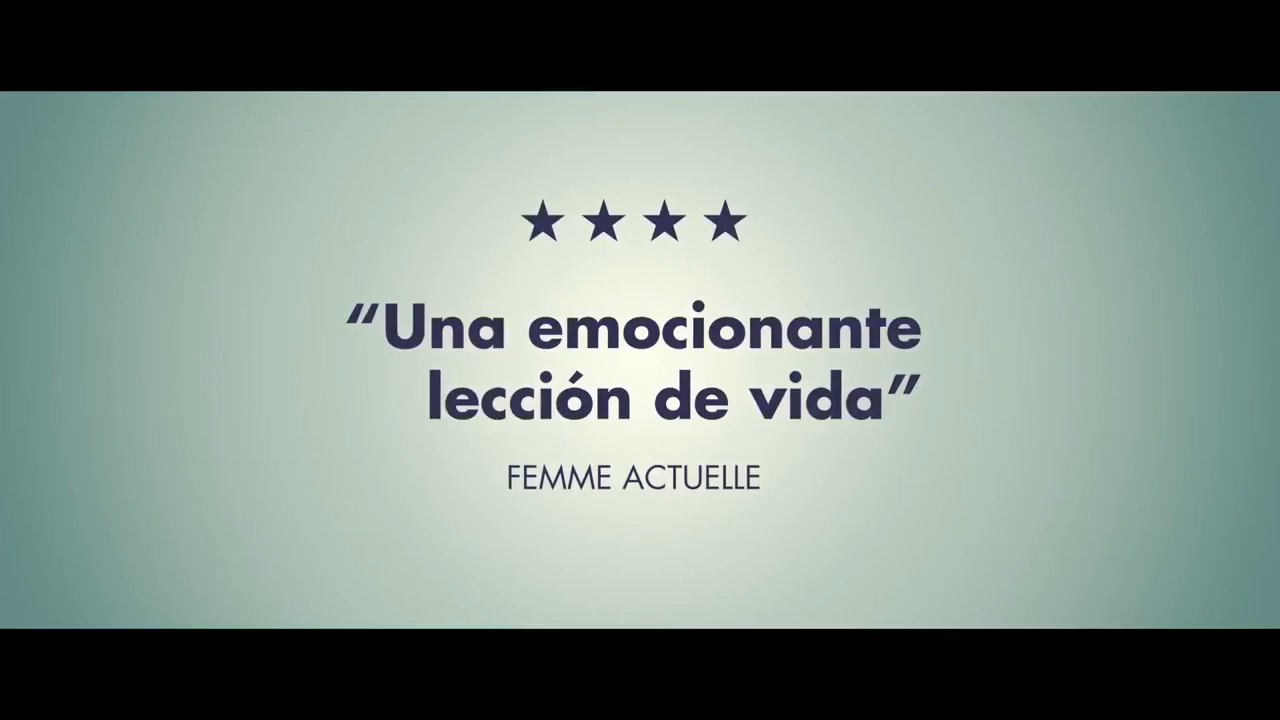 ★ ★ ★ ★
“Una emocionante
lección de vida”
FEMME ACTUELLE